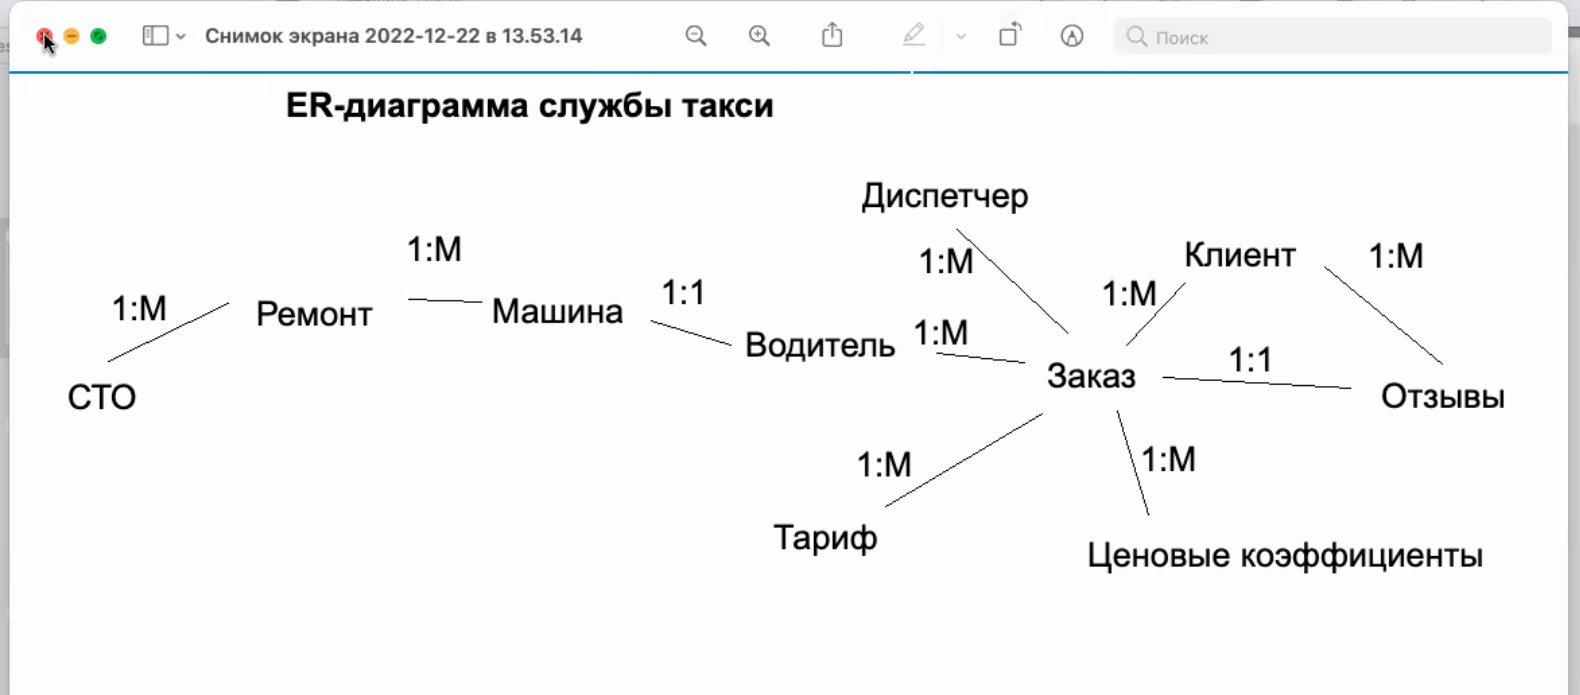 Снимок экрана 2022-12-22 в 13.53.14
Поиск
ER-диаграмма службы такси
Диспетчер
1:М
Клиент
1:М
1:М
1:М
1:М
Ремонт
Машина
1:1
1:М
Водитель
1:М
Заказ
1:1
СТО
Отзывы
1:М
1:М
Тариф
Ценовые коэффициенты